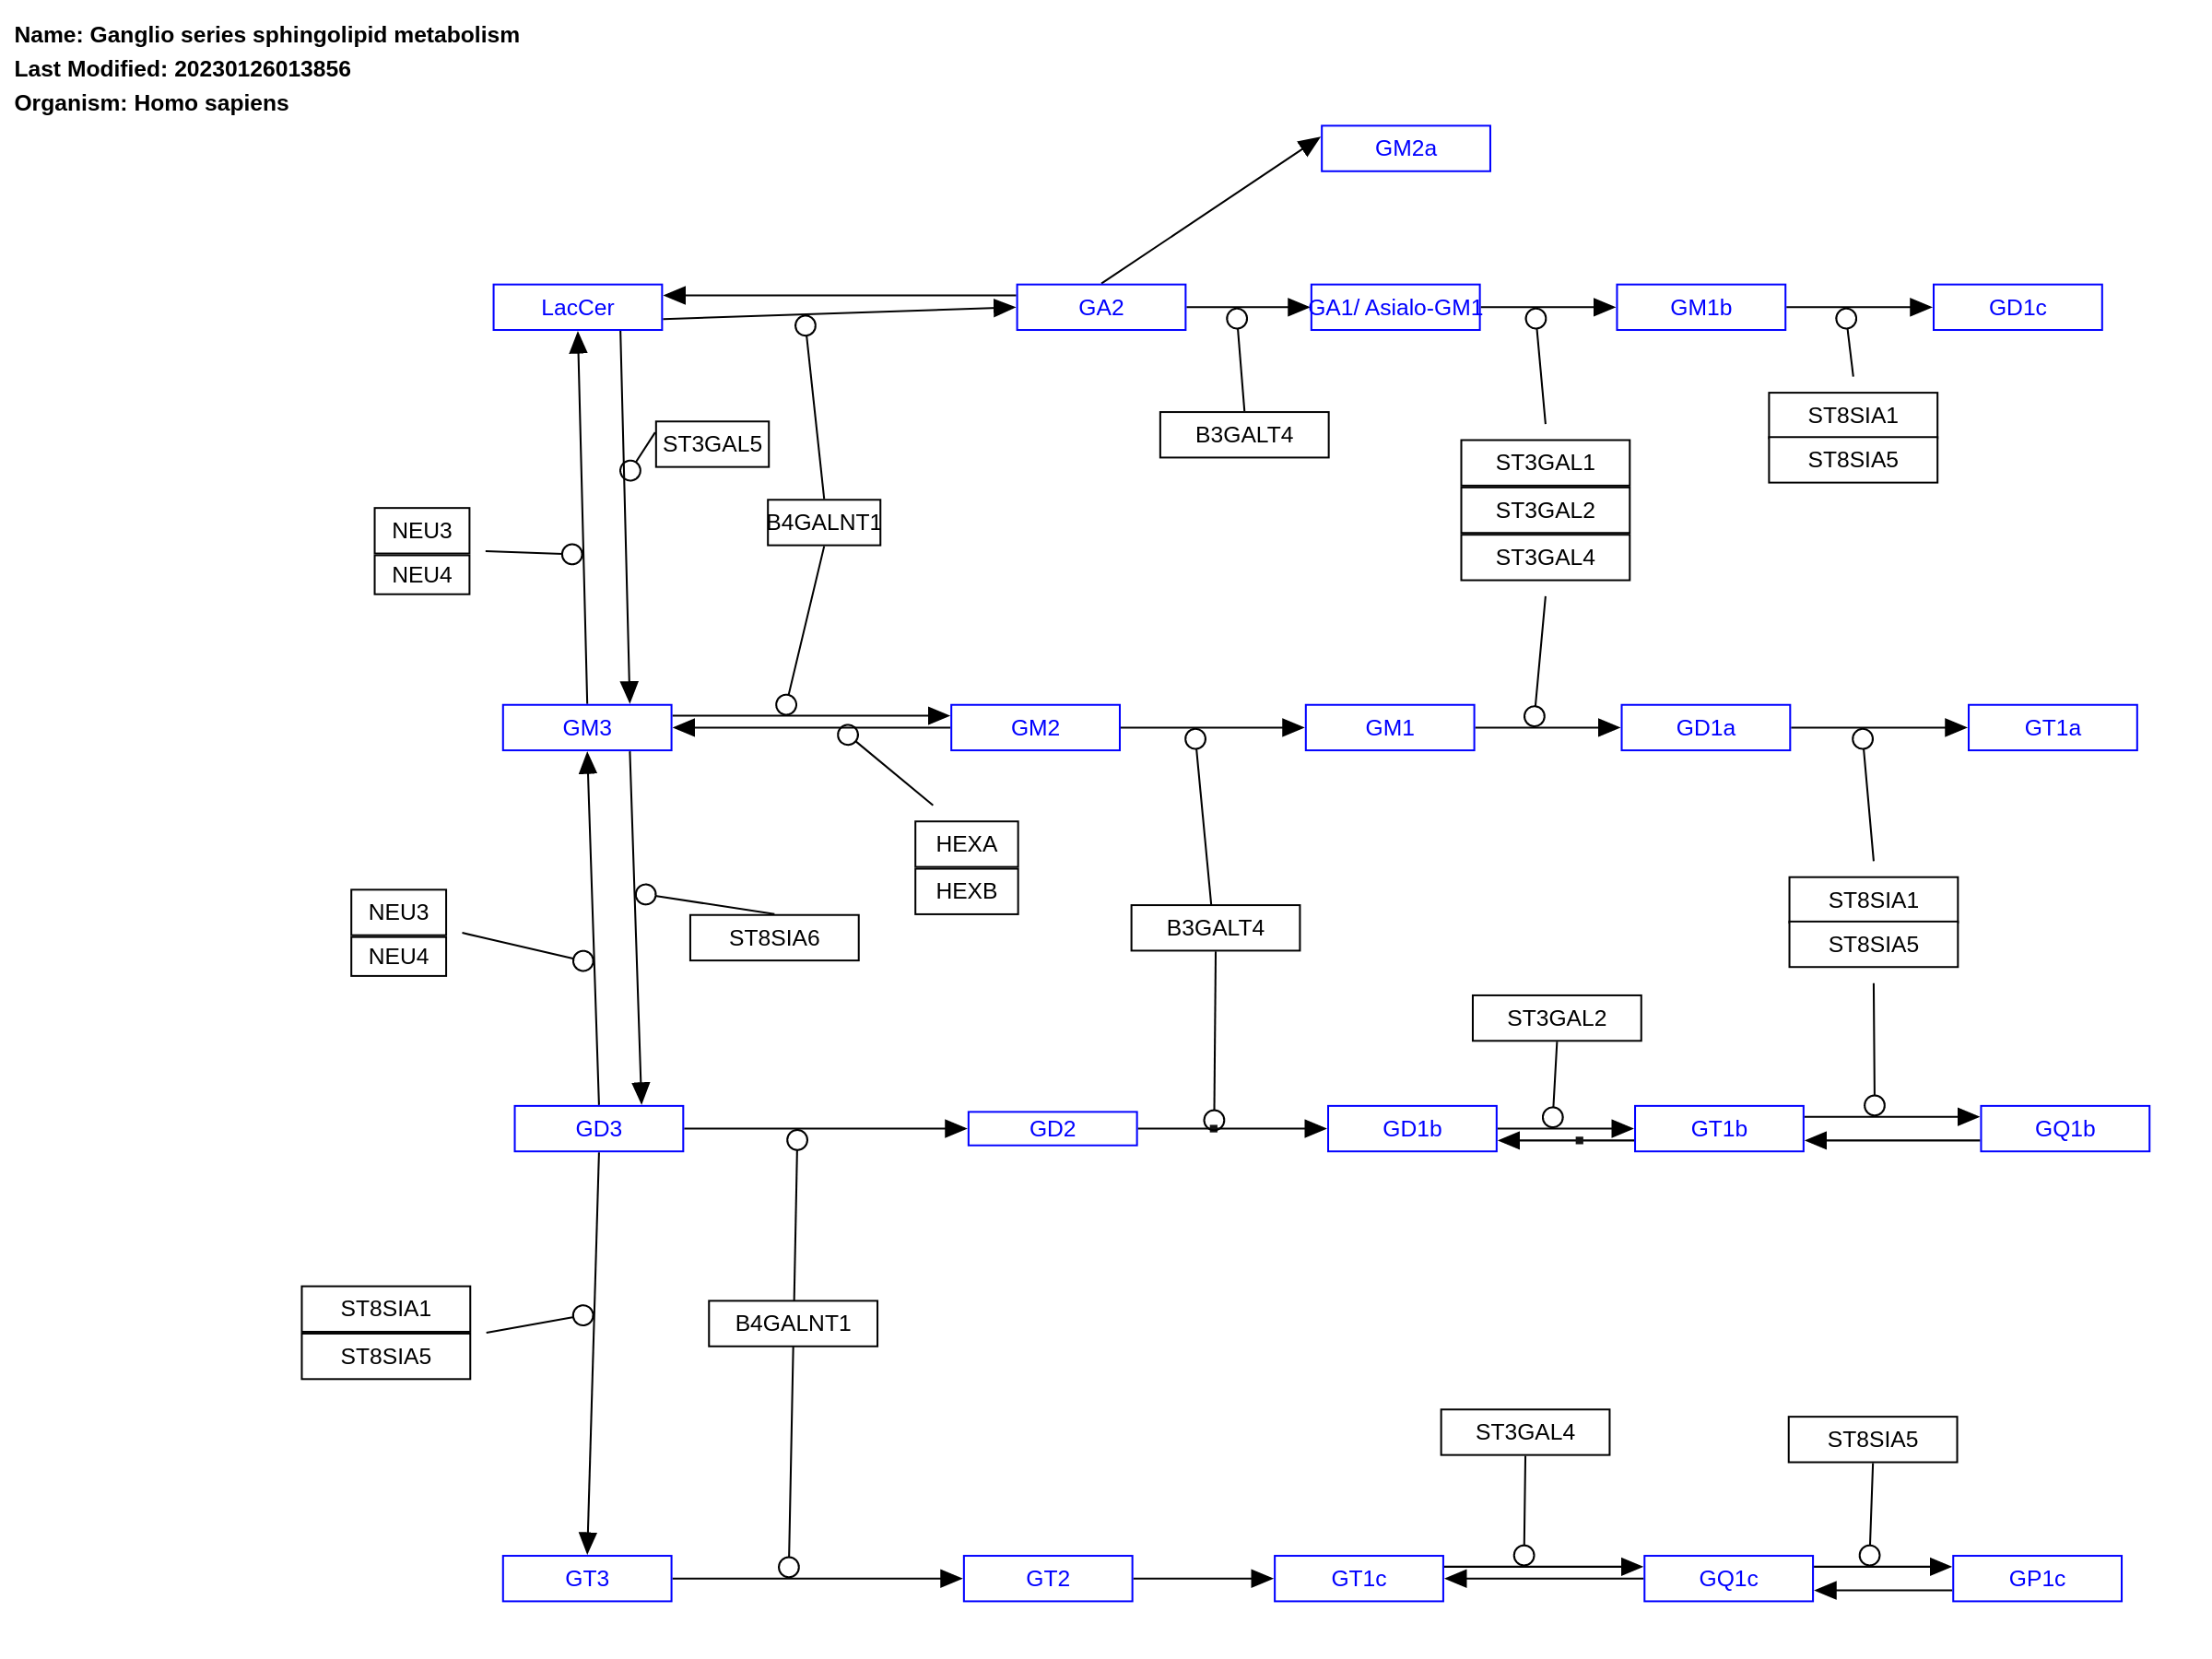 Name: Ganglio series sphingolipid metabolism
Last Modified: 20230126013856
Organism: Homo sapiens
GM2a
LacCer
GA2
GA1/ Asialo-GM1
GM1b
GD1c
ST3GAL5
B3GALT4
ST8SIA1
ST8SIA5
ST3GAL1
ST3GAL2
ST3GAL4
NEU3
NEU4
B4GALNT1
GM3
GM2
GM1
GD1a
GT1a
HEXA
HEXB
NEU3
NEU4
ST8SIA6
B3GALT4
ST8SIA1
ST8SIA5
ST3GAL2
GD3
GD2
GD1b
GT1b
GQ1b
ST8SIA1
ST8SIA5
B4GALNT1
ST3GAL4
ST8SIA5
GT3
GT2
GT1c
GQ1c
GP1c